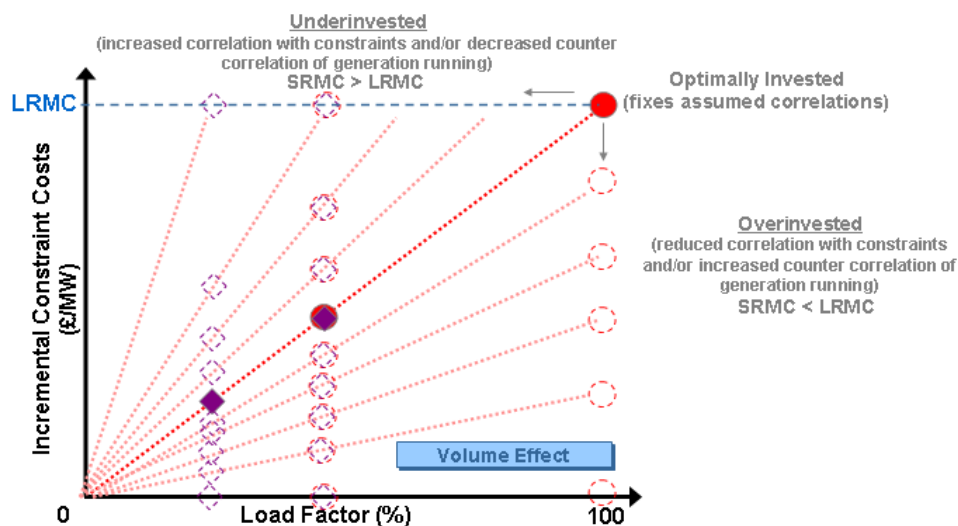 Underinvested
(increased correlation with constraints and/or decreased counter
correlation of generation running)
SRMC > LRMC
LRMC
Optimally Invested
(fixes assumed correlations)
Incremental Constraint Costs
(£/MW)
Overinvested
(reduced correlation with constraints
and/or increased counter correlation of
generation running)
SRMC < LRMC
Volume Effect
0
Load Factor (%)
100